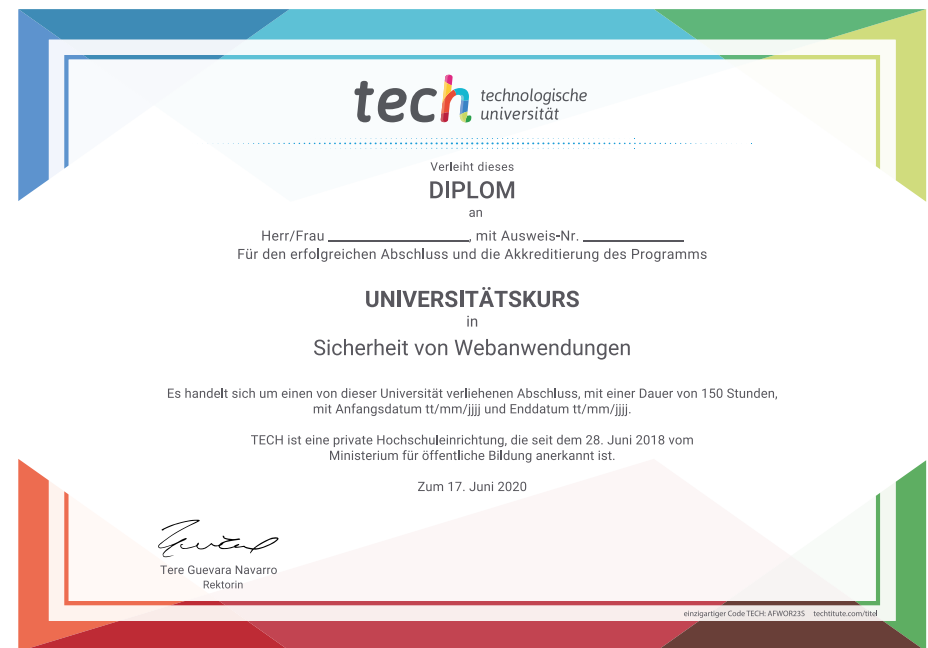 tech technologische
universität
Verleiht dieses
DIPLOM
an
Herr/Frau ____________________, mit Ausweis-Nr. ______________
Für den erfolgreichen Abschluss und die Akkreditierung des Programms
UNIVERSITÄTSKURS
in
Sicherheit von Webanwendungen
Es handelt sich um einen von dieser Universität verliehenen Abschluss, mit einer Dauer von 150 Stunden,
mit Anfangsdatum tt/mm/jjjj und Enddatum tt/mm/jjjj.
TECH ist eine private Hochschuleinrichtung, die seit dem 28. Juni 2018 vom
Ministerium für öffentliche Bildung anerkannt ist.
Zum 17. Juni 2020
Tere Guevara Navarro
Rektorin
einzigartiger Code TECH: AFWOR23S techtitute.com/titel